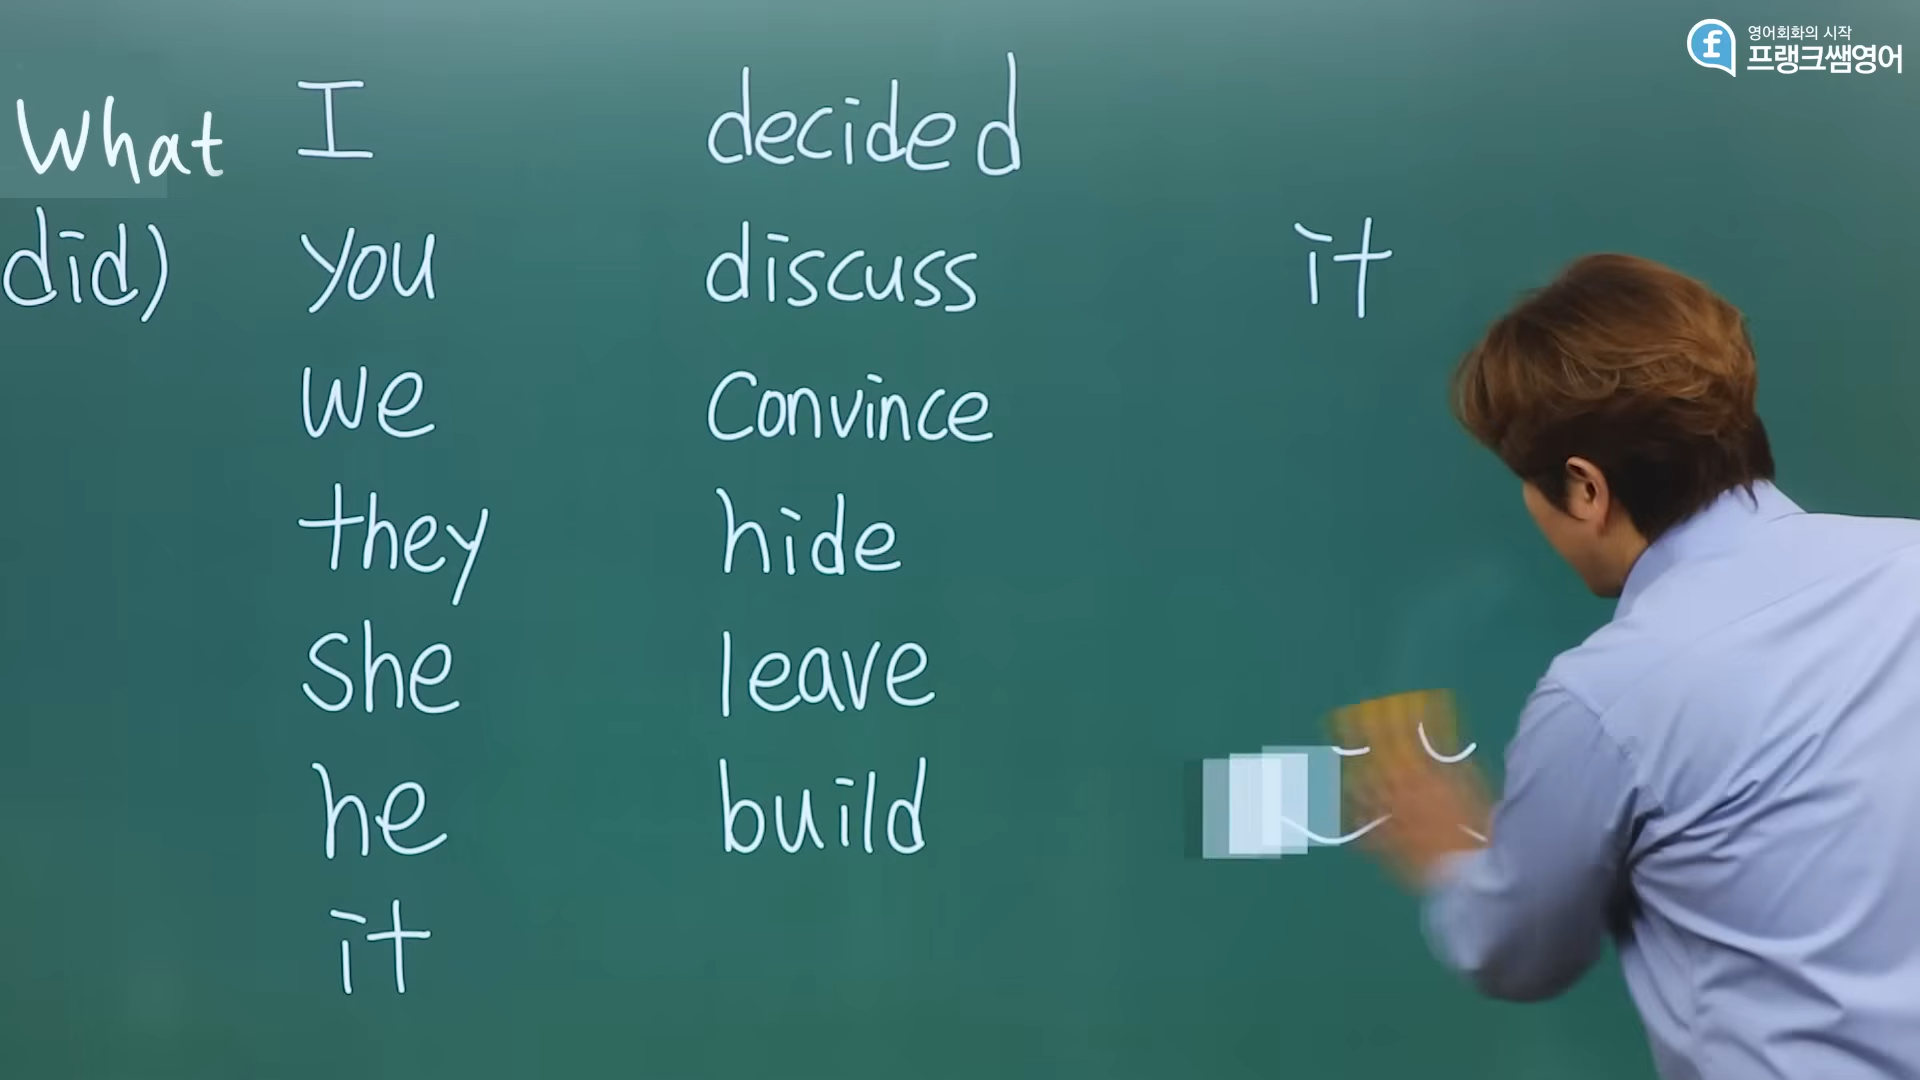 영어회화의 시작
프랭크쌤영어
What I decided
did) you discuss it
we convince
they hide
she leave
he build
it